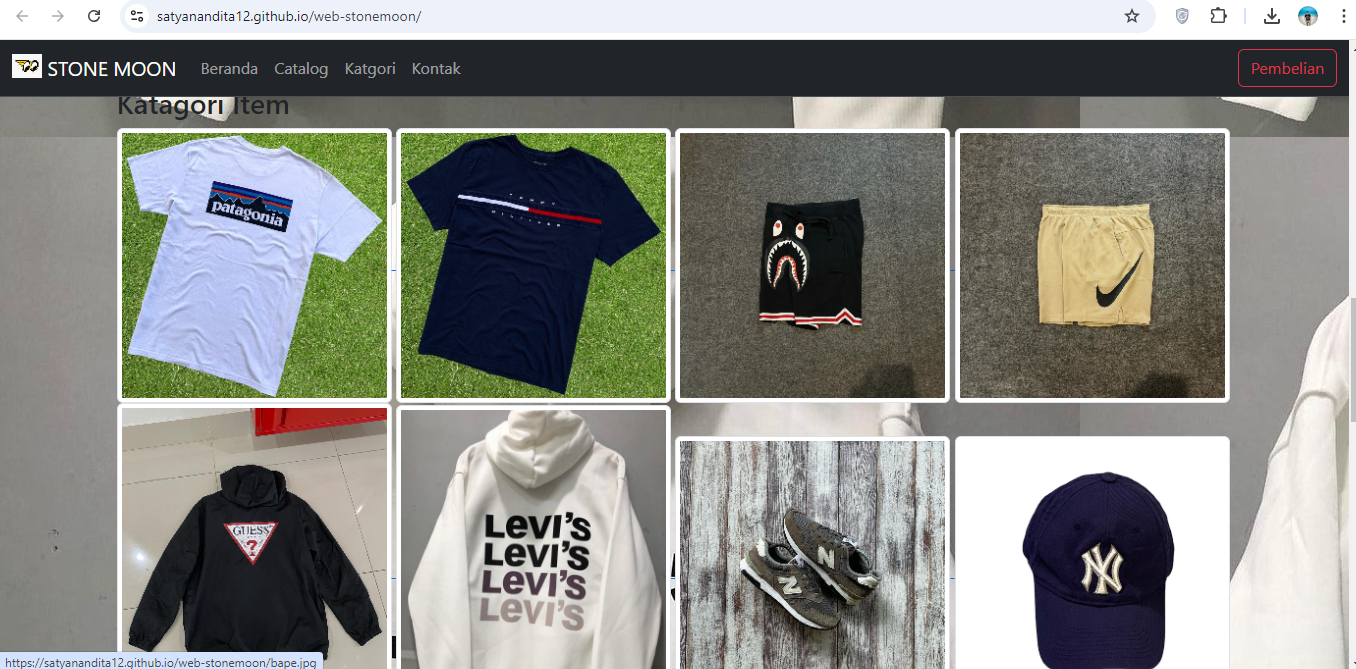 satyanandita12.github.io/web-stonemoon/
STONE MOON Beranda Catalog Katgori Kontak Pembelian
Katagori Item
patagonia
TOMMY
HILFIGER
GUESS
?
LEVI'S
LEVI'S
LEVI'S
LEVI'S
N N
NY
https://satyanandita12.github.io/web-stonemoon/bape.jpg